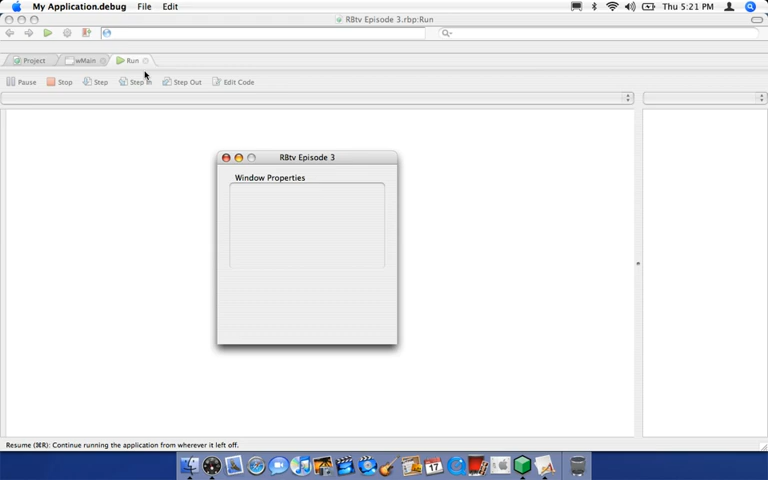 My Application.debug File Edit Thu 5:21 PM
RBtv Episode 3.rbp:Run
Project wMain Run
Pause Stop Step Step In Step Out Edit Code
RBtv Episode 3
Window Properties
Resume (⌘R): Continue running the application from wherever it left off.
17